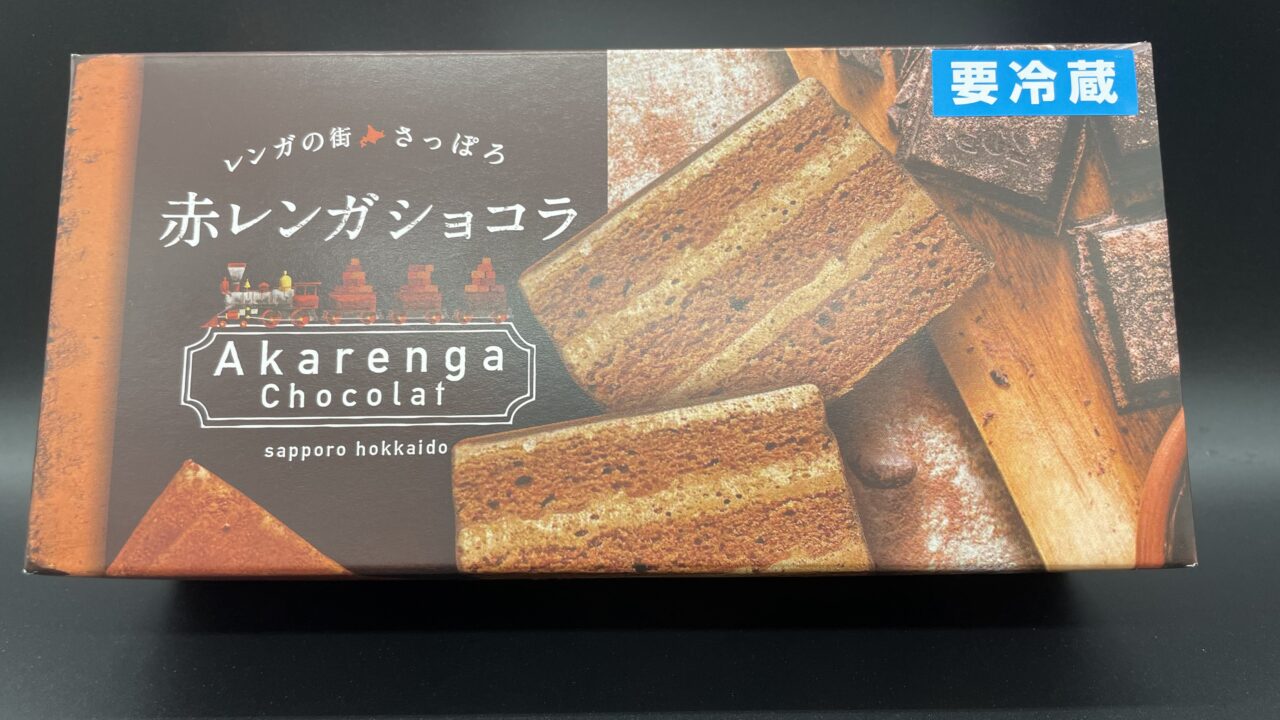 要冷蔵
レンガの街 さっぽろ
赤レンガショコラ
Akarenga
Chocolat
sapporo hokkaido